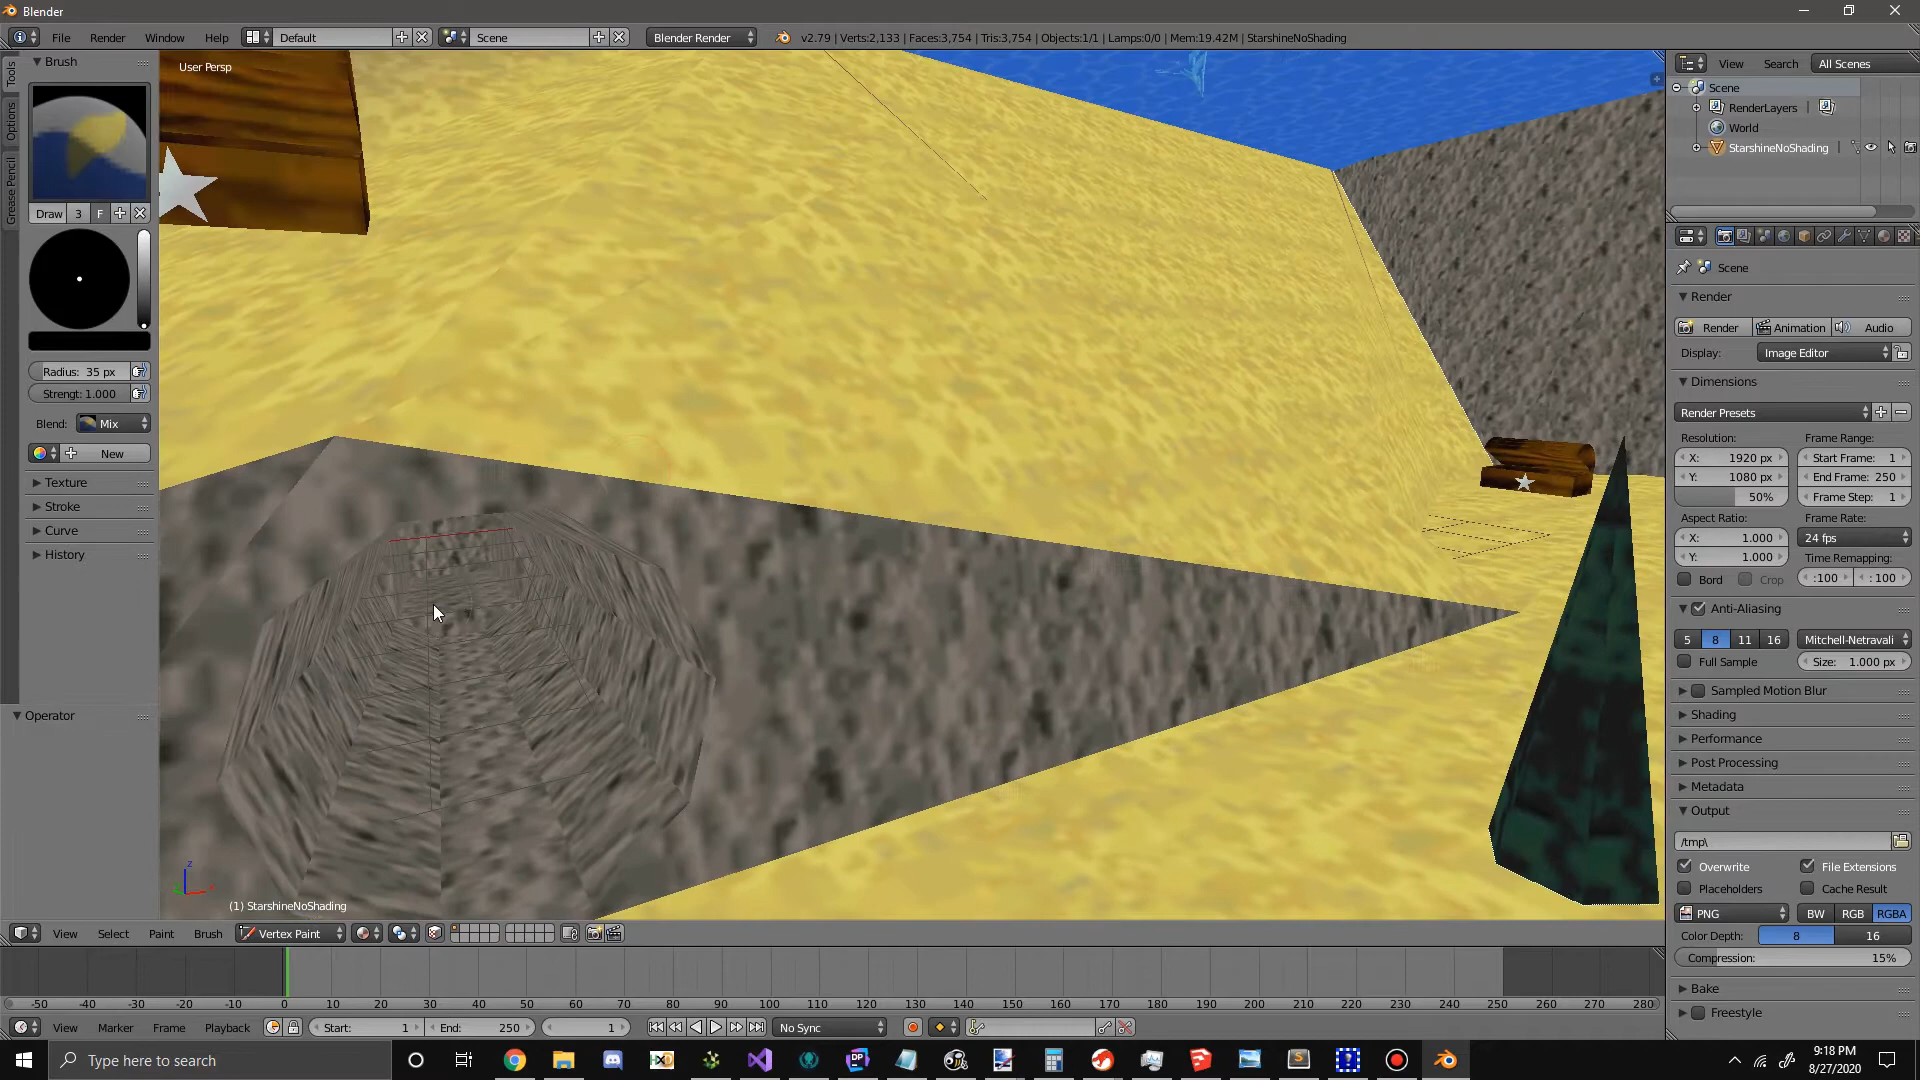 Blender
File Render Window Help Default Scene Blender Render v2.79 | Verts:2,133 | Faces:3,754 | Tris:3,754 | Objects:1/1 | Lamps:0/0 | Mem:19.42M | StarshineNoShading
Tools
Options
Grease Pencil
Brush
Draw 3 F
Radius: 35 px
Strengt: 1.000
Blend: Mix
New
Texture
Stroke
Curve
History
Operator
User Persp
(1) StarshineNoShading
View Select Paint Brush Vertex Paint
View Search All Scenes
Scene
RenderLayers |
World
StarshineNoShading |
Scene
Render
Render Animation Audio
Display: Image Editor
Dimensions
Render Presets
Resolution: Frame Range:
X: 1920 px Start Frame: 1
Y: 1080 px End Frame: 250
50% Frame Step: 1
Aspect Ratio: Frame Rate:
X: 1.000 24 fps
Y: 1.000 Time Remapping:
Bord Crop :100 : 100
Anti-Aliasing
5 8 11 16 Mitchell-Netravali
Full Sample Size: 1.000 px
Sampled Motion Blur
Shading
Performance
Post Processing
Metadata
Output
/tmp\
Overwrite File Extensions
Placeholders Cache Result
PNG BW RGB RGBA
Color Depth: 8 16
Compression: 15%
Bake
Freestyle
-50 -40 -30 -20 -10 0 10 20 30 40 50 60 70 80 90 100 110 120 130 140 150 160 170 180 190 200 210 220 230 240 250 260 270 280
View Marker Frame Playback Start: 1 End: 250 1 No Sync
Type here to search
9:18 PM
8/27/2020